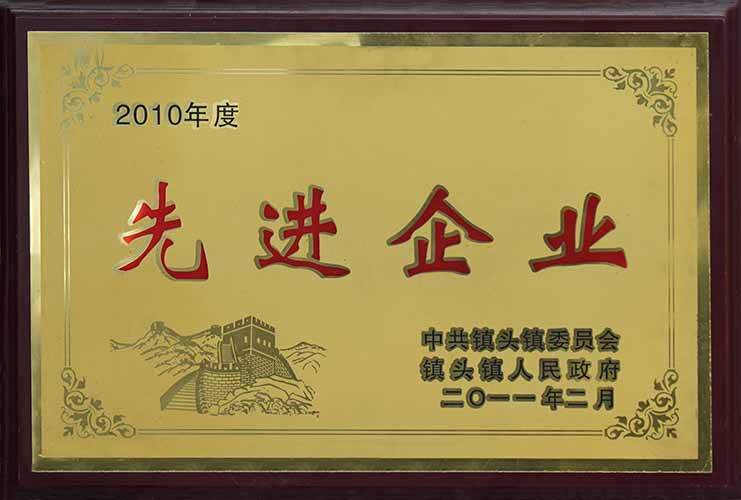 2010年度
先进企业
中共镇头镇委员会
镇头镇人民政府
二〇一一年二月